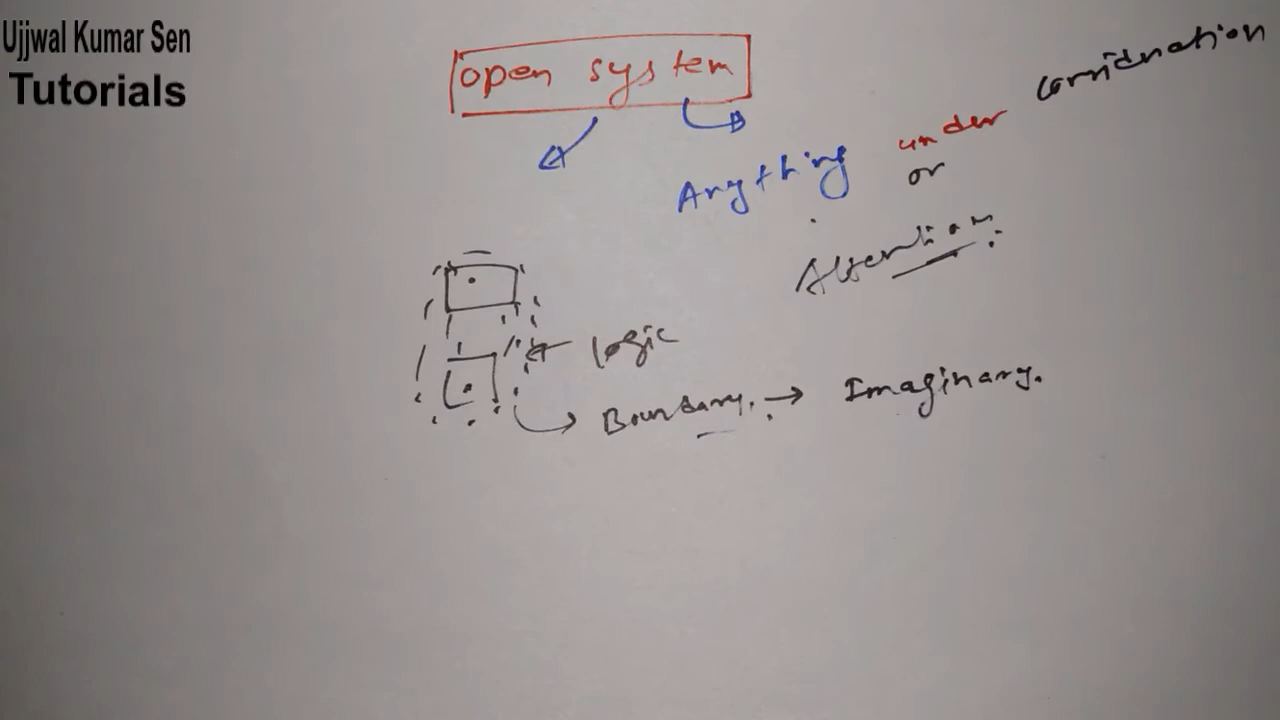 Ujjwal Kumar Sen
Tutorials
open system
Anything under consideration
or
Attention.
logic
Boundary. → Imaginary.